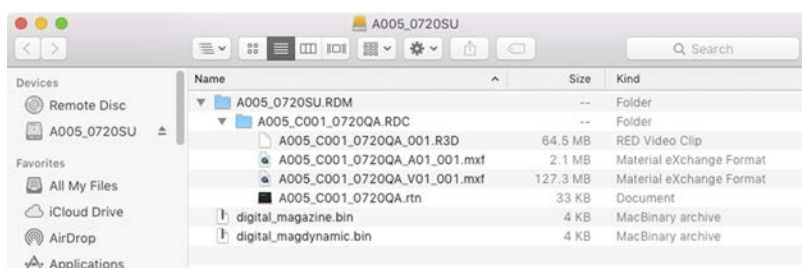 A005_0720SU
Search
Devices
Remote Disc
A005_0720SU
Favorites
All My Files
iCloud Drive
AirDrop
Applications
Name Size Kind
A005_0720SU.RDM -- Folder
A005_C001_0720QA.RDC -- Folder
A005_C001_0720QA_001.R3D 64.5 MB RED Video Clip
A005_C001_0720QA_A01_001.mxf 2.1 MB Material eXchange Format
A005_C001_0720QA_V01_001.mxf 127.3 MB Material eXchange Format
A005_C001_0720QA.rtn 33 KB Document
digital_magazine.bin 4 KB MacBinary archive
digital_magdynamic.bin 4 KB MacBinary archive